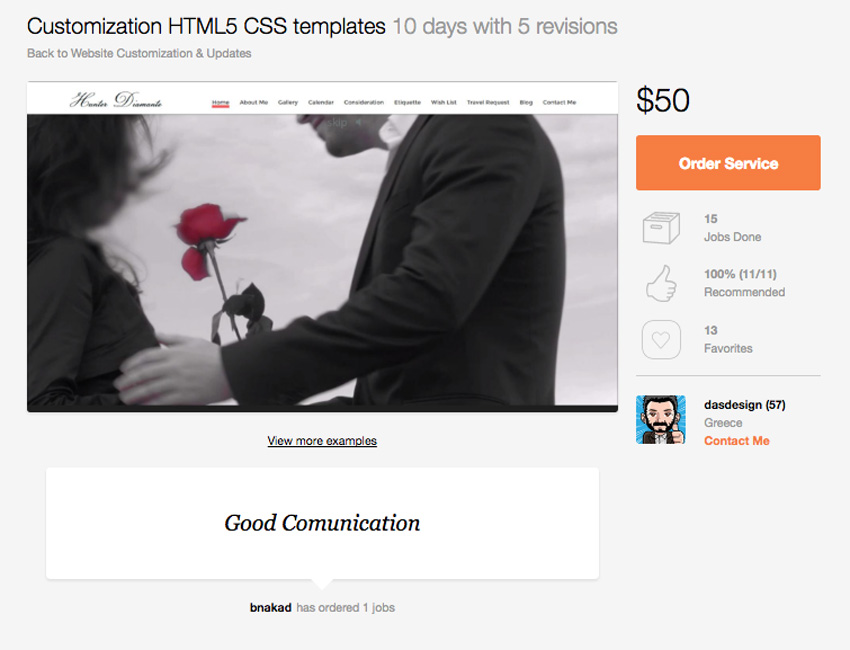 Customization HTML5 CSS templates 10 days with 5 revisions
Back to Website Customization & Updates
Hunter Diamante
Home About Me Gallery Calendar Consideration Etiquette Wish List Travel Request Blog Contact Me
skip
$50
Order Service
15
Jobs Done
100% (11/11)
Recommended
13
Favorites
dasdesign (57)
Greece
Contact Me
View more examples
Good Comunication
bnakad has ordered 1 jobs